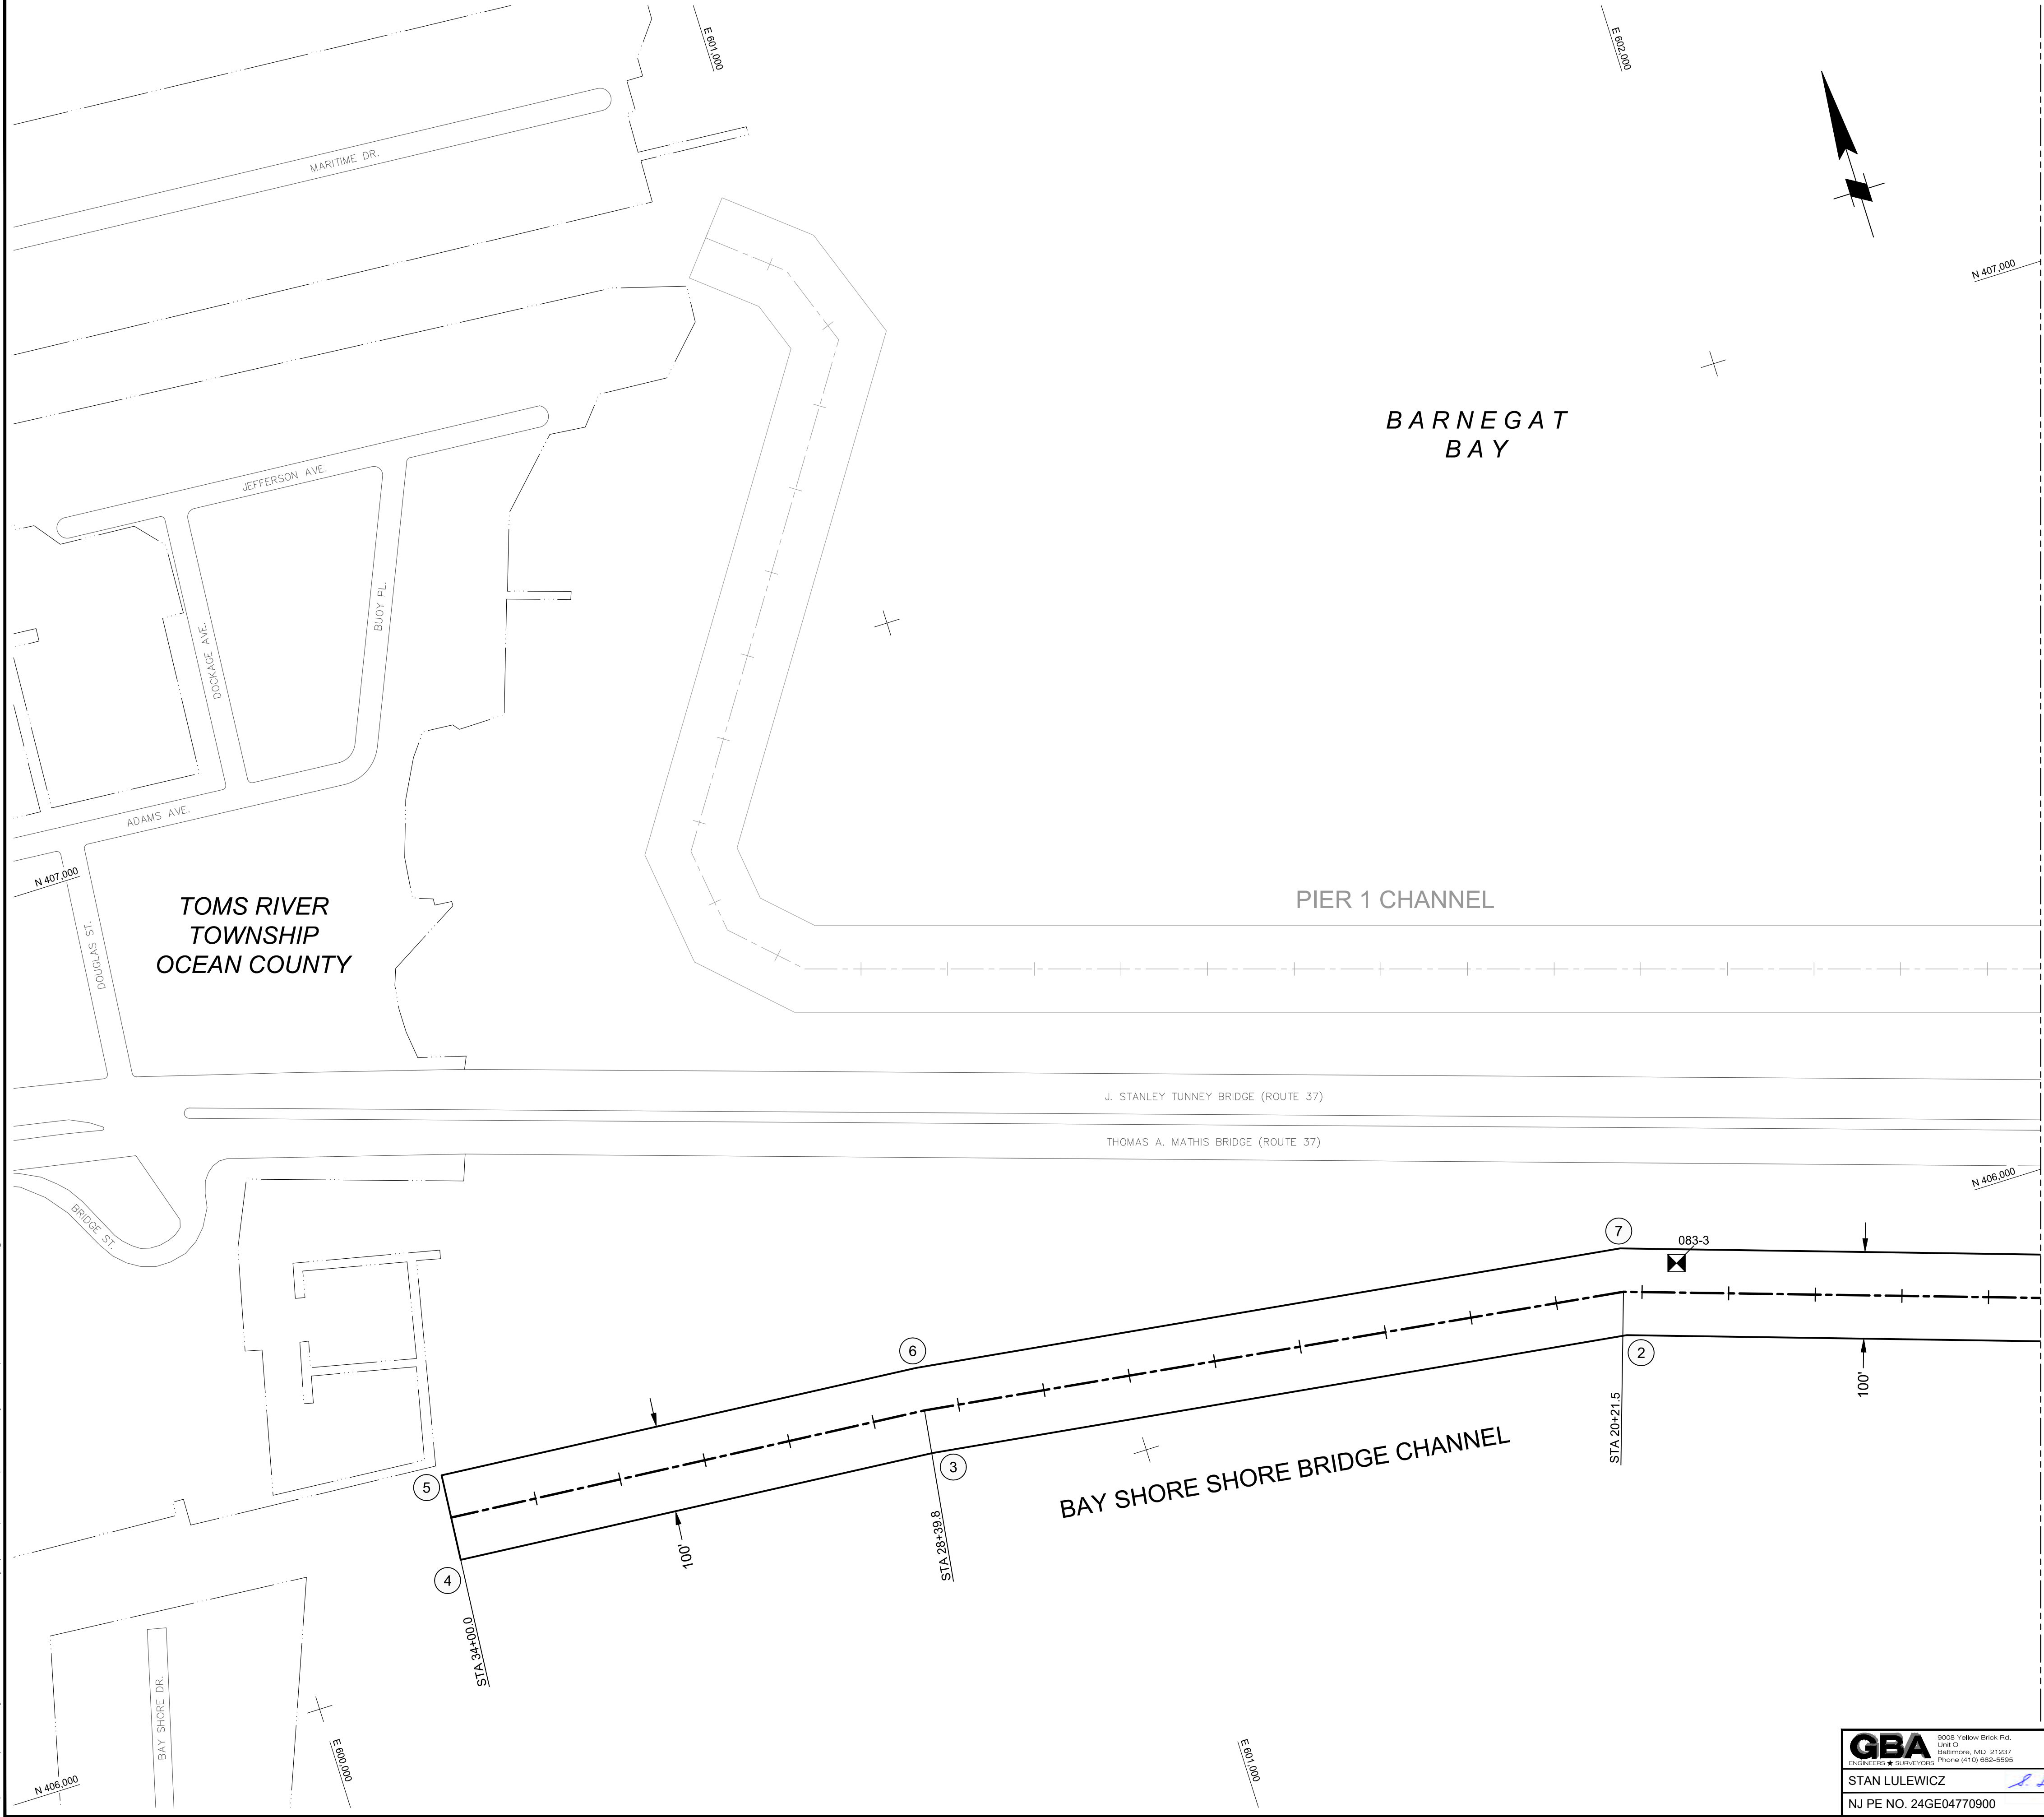 E 601,000
E 602,000
MARITIME DR.
N 407,000
BARNEGAT
BAY
JEFFERSON AVE.
BUOY PL.
DOCKAGE AVE.
ADAMS AVE.
N 407,000
PIER 1 CHANNEL
TOMS RIVER
TOWNSHIP
OCEAN COUNTY
DOUGLAS ST.
J. STANLEY TUNNEY BRIDGE (ROUTE 37)
THOMAS A. MATHIS BRIDGE (ROUTE 37)
N 406,000
BRIDGE ST.
7
083-3
6
2
100'
STA 20+21.5
BAY SHORE SHORE BRIDGE CHANNEL
3
5
STA 28+39.8
100'
4
STA 34+00.0
BAY SHORE DR.
E 600,000
E 601,000
N 406,000
GBA
ENGINEERS ★ SURVEYORS
9008 Yellow Brick Rd.
Unit O
Baltimore, MD 21237
Phone (410) 682-5595
STAN LULEWICZ
NJ PE NO. 24GE04770900